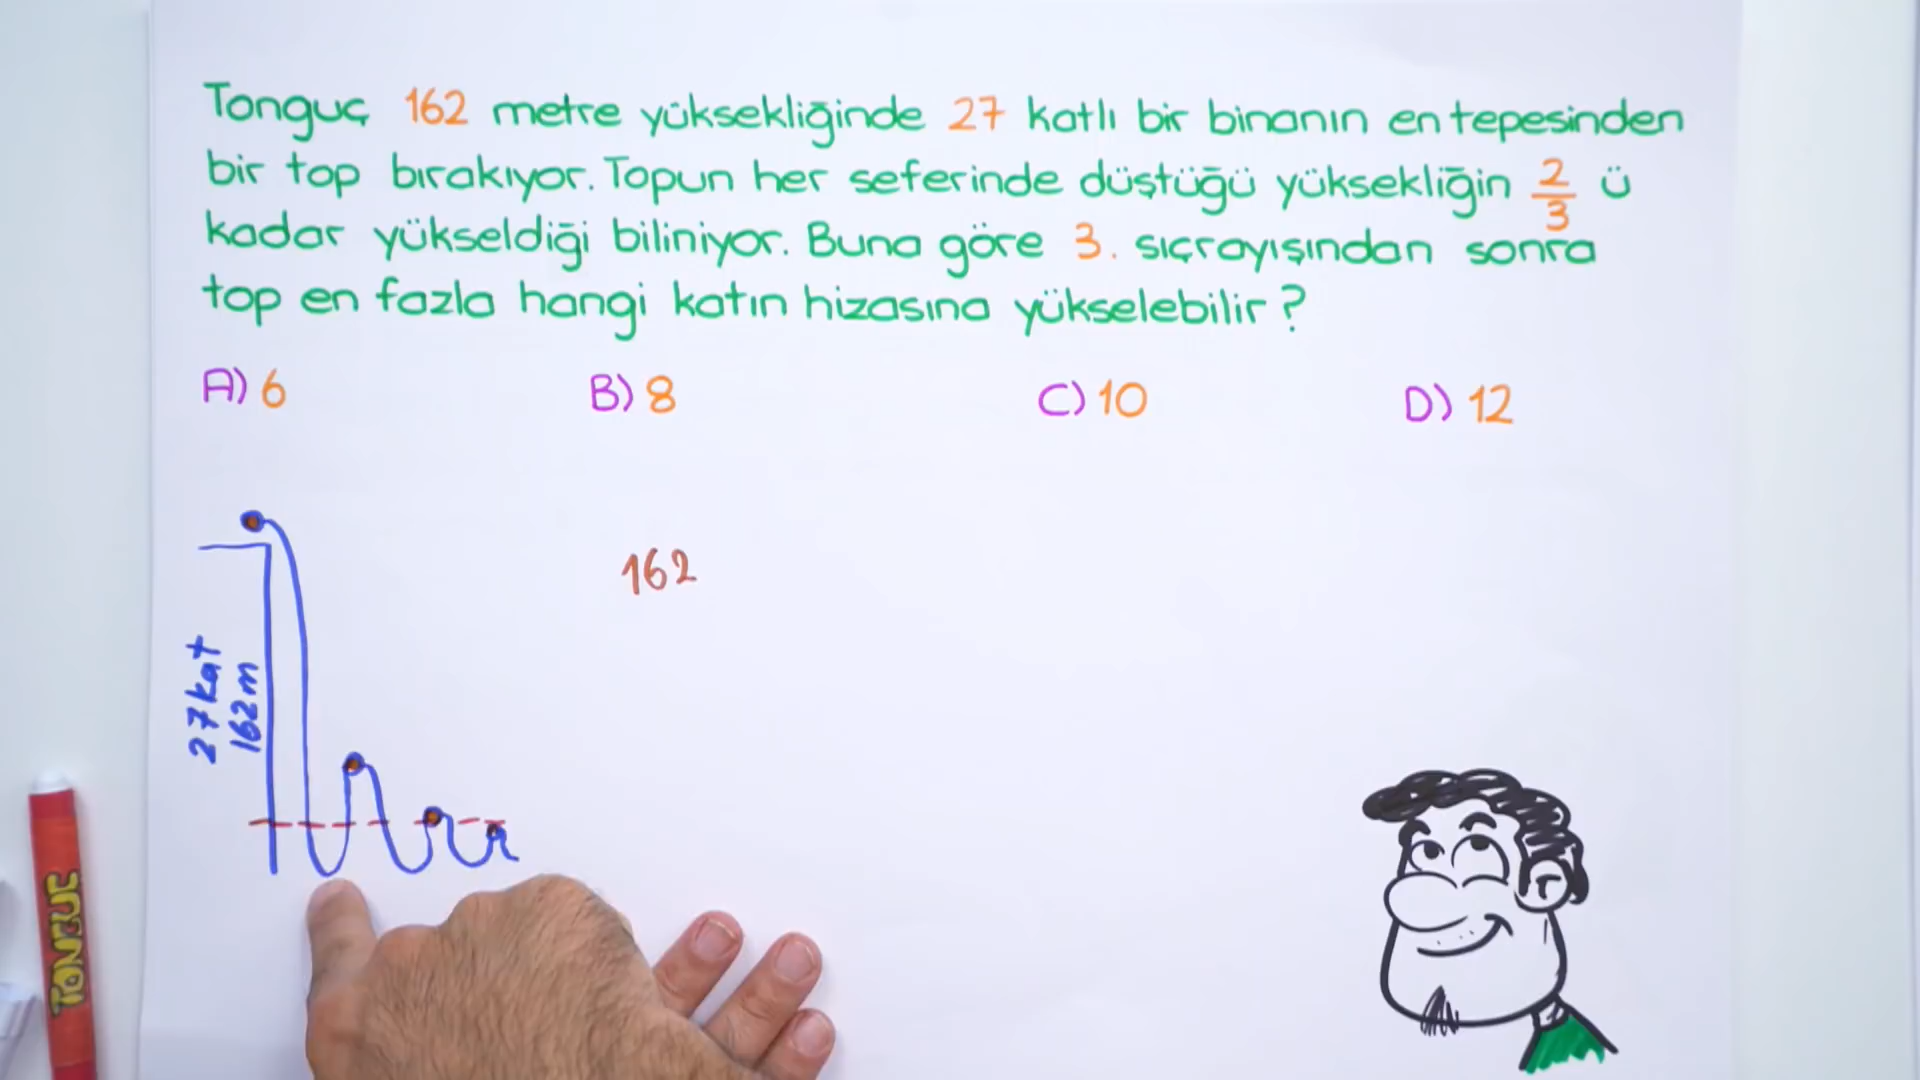 Tonguç 162 metre yüksekliğinde 27 katlı bir binanın en tepesinden
bir top bırakıyor. Topun her seferinde düştüğü yüksekliğin 2/3 ü
kadar yükseldiği biliniyor. Buna göre 3. sıçrayışından sonra
top en fazla hangi katın hizasına yükselebilir?
A) 6 B) 8 C) 10 D) 12
162
27 kat
162m
TONGUÇ